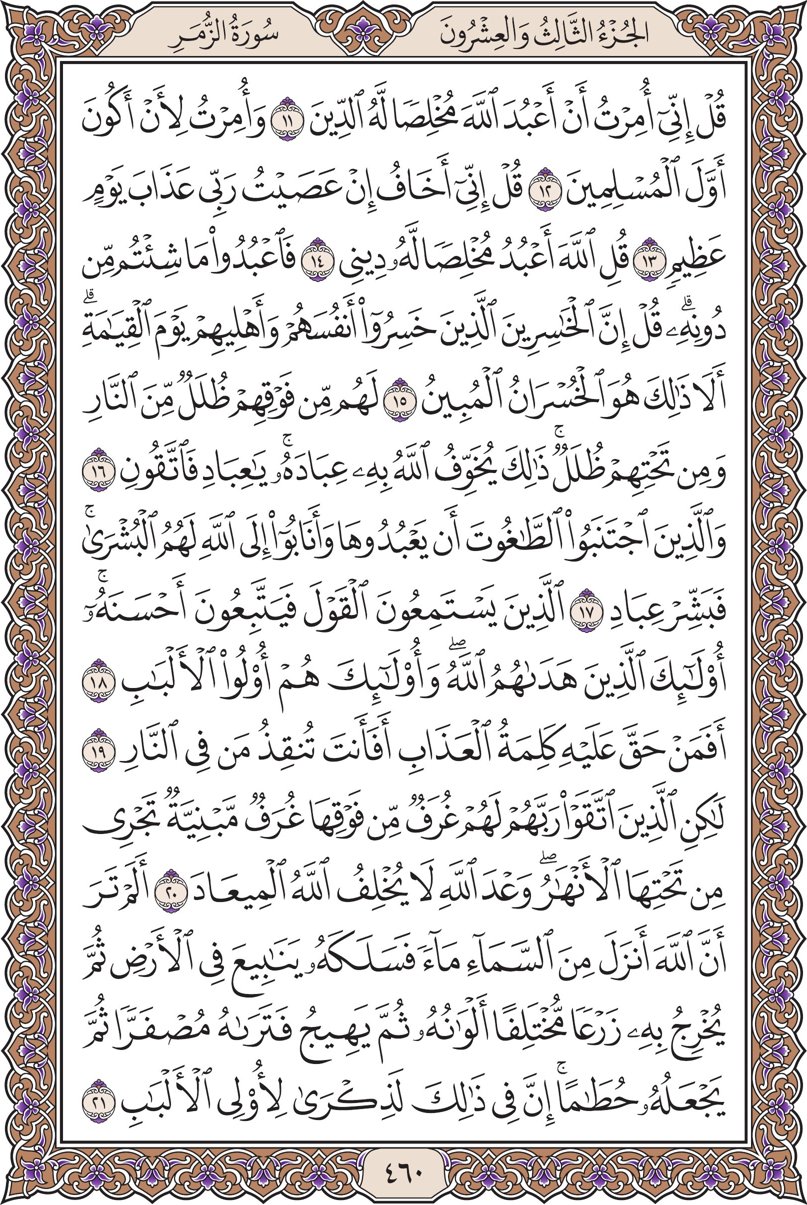 الجُزْءُ الثَّالِثُ وَالعِشْرُونَ
سُورَةُ الزُّمَرِ
قُلۡ إِنِّيٓ أُمِرۡتُ أَنۡ أَعۡبُدَ ٱللَّهَ مُخۡلِصٗا لَّهُ ٱلدِّينَ ١١ وَأُمِرۡتُ لِأَنۡ أَكُونَ
أَوَّلَ ٱلۡمُسۡلِمِينَ ١٢ قُلۡ إِنِّيٓ أَخَافُ إِنۡ عَصَيۡتُ رَبِّي عَذَابَ يَوۡمٍ
عَظِيمٖ ١٣ قُلِ ٱللَّهَ أَعۡبُدُ مُخۡلِصٗا لَّهُۥ دِينِي ١٤ فَٱعۡبُدُواْ مَا شِئۡتُم مِّن
دُونِهِۦۗ قُلۡ إِنَّ ٱلۡخَٰسِرِينَ ٱلَّذِينَ خَسِرُوٓاْ أَنفُسَهُمۡ وَأَهۡلِيهِمۡ يَوۡمَ ٱلۡقِيَٰمَةِۗ
أَلَا ذَٰلِكَ هُوَ ٱلۡخُسۡرَانُ ٱلۡمُبِينُ ١٥ لَهُم مِّن فَوۡقِهِمۡ ظُلَلٞ مِّنَ ٱلنَّارِ
وَمِن تَحۡتِهِمۡ ظُلَلٞۚ ذَٰلِكَ يُخَوِّفُ ٱللَّهُ بِهِۦ عِبَادَهُۥۚ يَٰعِبَادِ فَٱتَّقُونِ ١٦
وَٱلَّذِينَ ٱجۡتَنَبُواْ ٱلطَّٰغُوتَ أَن يَعۡبُدُوهَا وَأَنَابُوٓاْ إِلَى ٱللَّهِ لَهُمُ ٱلۡبُشۡرَىٰۚ
فَبَشِّرۡ عِبَادِ ١٧ ٱلَّذِينَ يَسۡتَمِعُونَ ٱلۡقَوۡلَ فَيَتَّبِعُونَ أَحۡسَنَهُۥٓۚ
أُوْلَٰٓئِكَ ٱلَّذِينَ هَدَىٰهُمُ ٱللَّهُۖ وَأُوْلَٰٓئِكَ هُمۡ أُوْلُواْ ٱلۡأَلۡبَٰبِ ١٨
أَفَمَنۡ حَقَّ عَلَيۡهِ كَلِمَةُ ٱلۡعَذَابِ أَفَأَنتَ تُنقِذُ مَن فِي ٱلنَّارِ ١٩
لَٰكِنِ ٱلَّذِينَ ٱتَّقَوۡاْ رَبَّهُمۡ لَهُمۡ غُرَفٞ مِّن فَوۡقِهَا غُرَفٞ مَّبۡنِيَّةٞ تَجۡرِي
مِن تَحۡتِهَا ٱلۡأَنۡهَٰرُۖ وَعۡدَ ٱللَّهِ لَا يُخۡلِفُ ٱللَّهُ ٱلۡمِيعَادَ ٢٠ أَلَمۡ تَرَ
أَنَّ ٱللَّهَ أَنزَلَ مِنَ ٱلسَّمَآءِ مَآءٗ فَسَلَكَهُۥ يَنَٰبِيعَ فِي ٱلۡأَرۡضِ ثُمَّ
يُخۡرِجُ بِهِۦ زَرۡعٗا مُّخۡتَلِفًا أَلۡوَٰنُهُۥ ثُمَّ يَهِيجُ فَتَرَىٰهُ مُصۡفَرّٗا ثُمَّ
يَجۡعَلُهُۥ حُطَٰمًاۚ إِنَّ فِي ذَٰلِكَ لَذِكۡرَىٰ لِأُوْلِي ٱلۡأَلۡبَٰبِ ٢١
٤٦٠